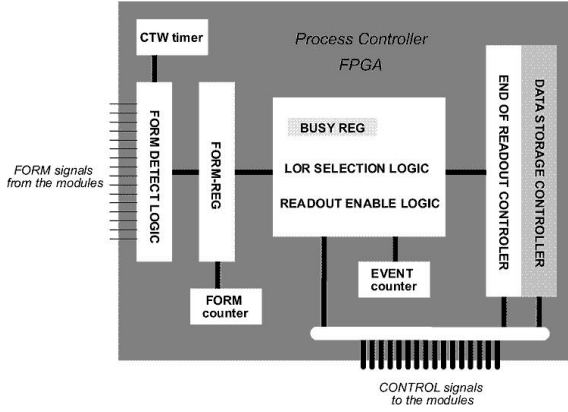 CTW timer
Process Controller
FPGA
FORM signals
from the modules
FORM DETECT LOGIC
FORM-REG
BUSY REG
LOR SELECTION LOGIC
READOUT ENABLE LOGIC
END OF READOUT CONTROLER
DATA STORAGE CONTROLLER
FORM
counter
EVENT
counter
CONTROL signals
to the modules